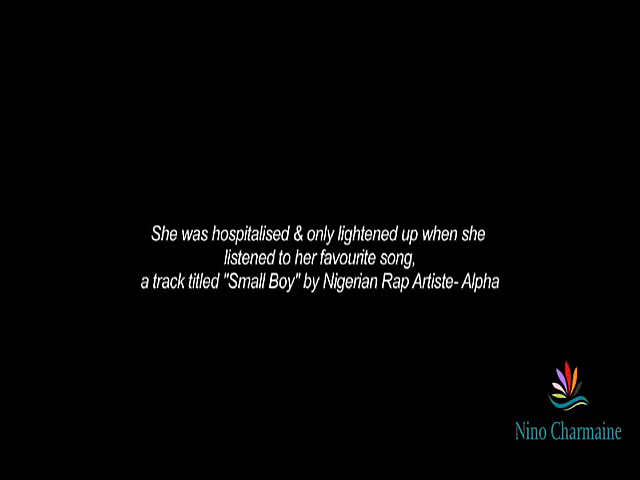 She was hospitalised & only lightened up when she
listened to her favourite song,
a track titled "Small Boy" by Nigerian Rap Artiste- Alpha
Nino Charmaine